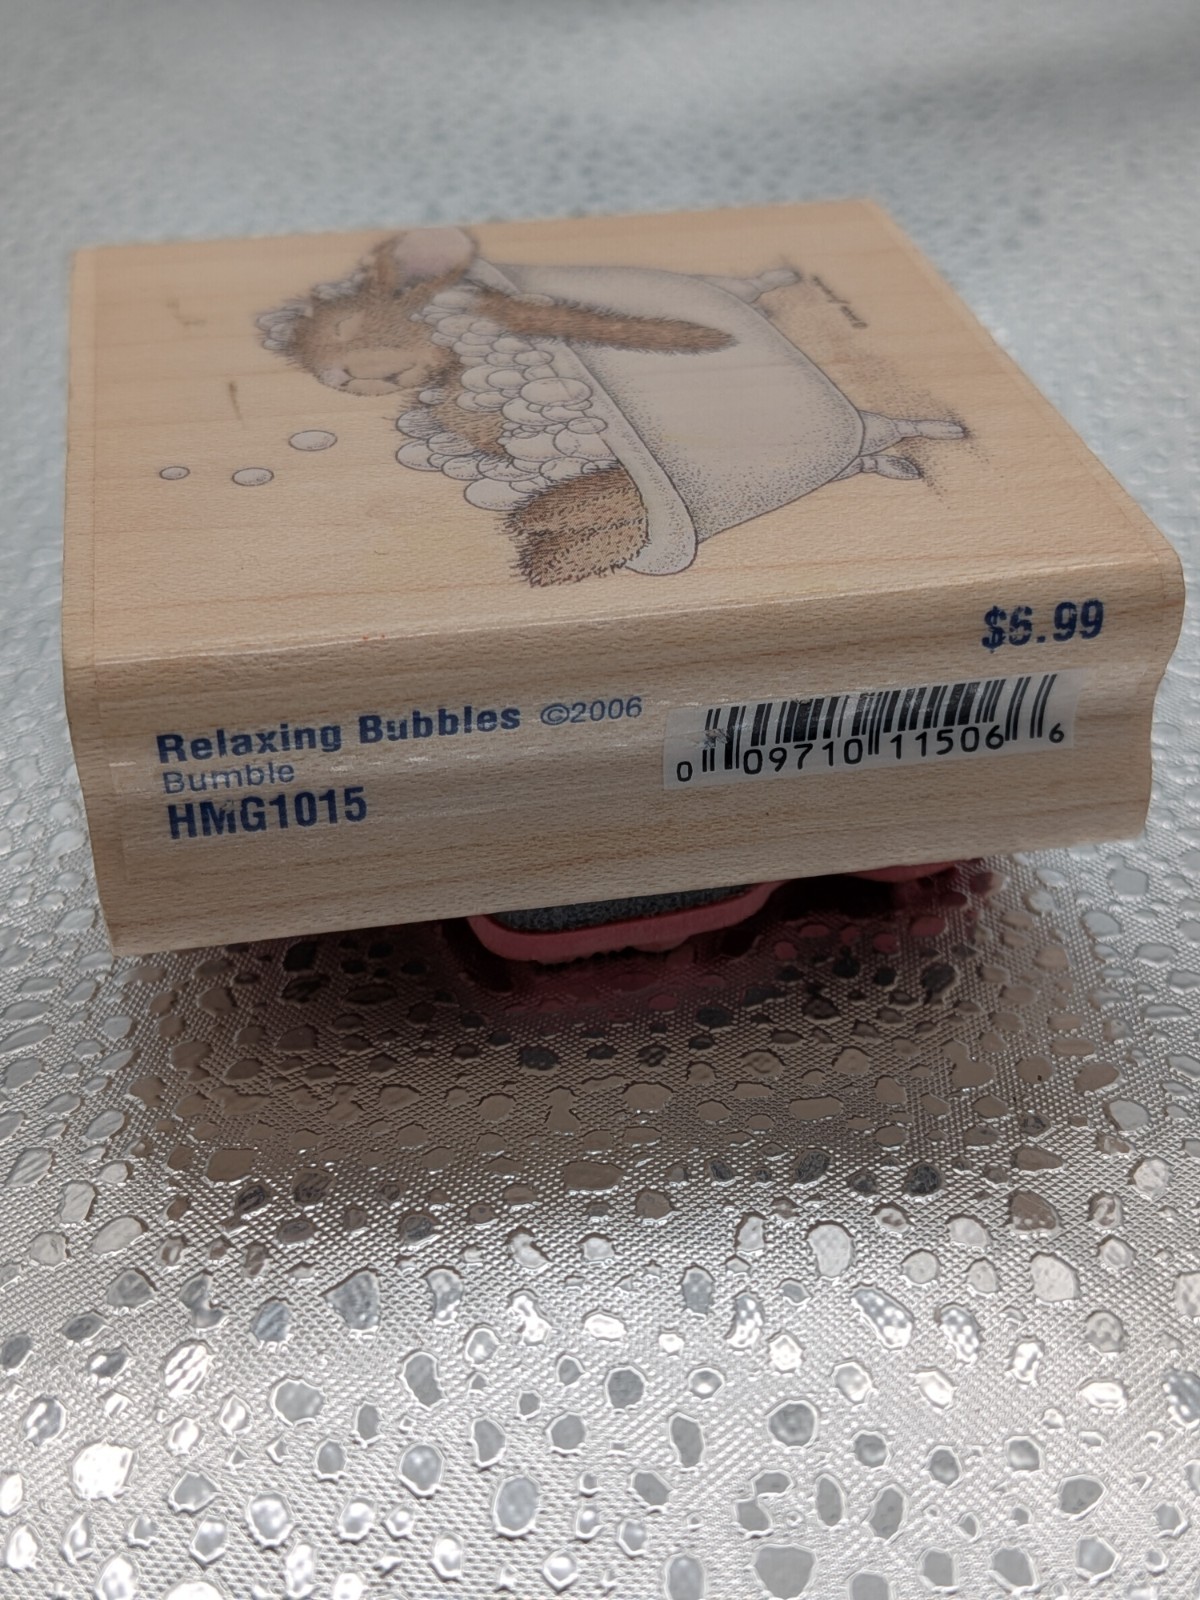 $6.99
Relaxing Bubbles ©2006
Bumble
HMG1015
0 09710 11506 6